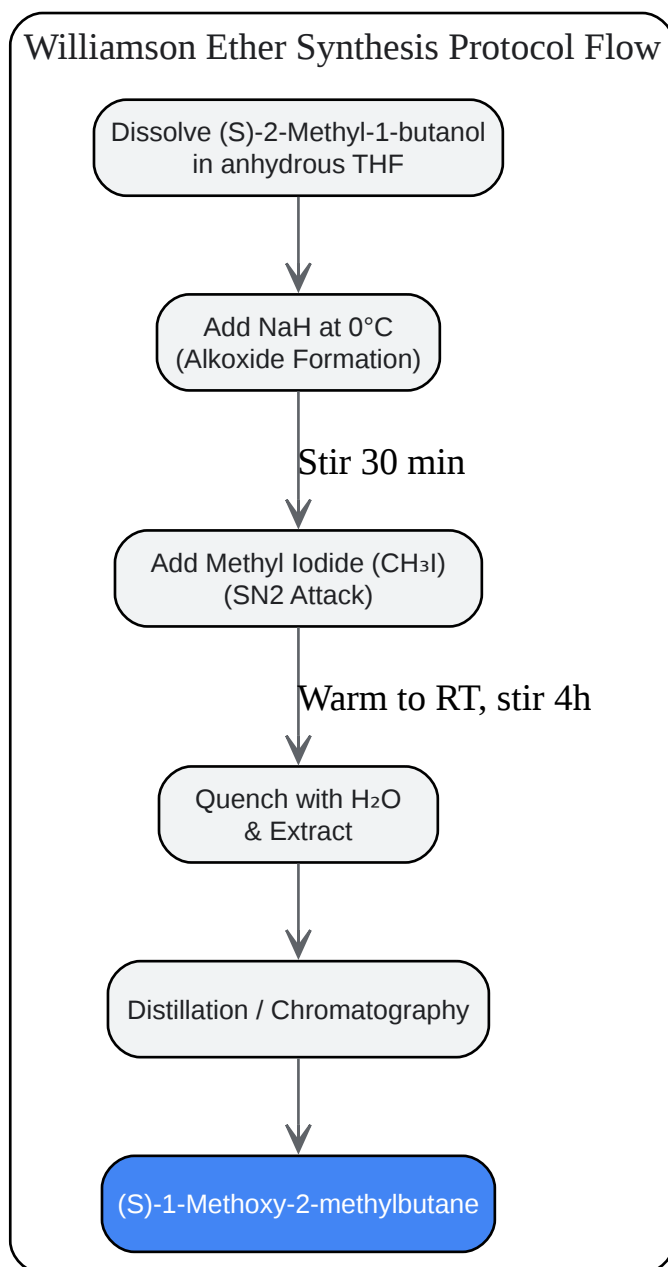 Williamson Ether Synthesis Protocol Flow
Dissolve (S)-2-Methyl-1-butanol
in anhydrous THF
Add NaH at 0°C
(Alkoxide Formation)
Stir 30 min
Add Methyl Iodide (CH₃I)
(SN2 Attack)
Warm to RT, stir 4h
Quench with H₂O
& Extract
Distillation / Chromatography
(S)-1-Methoxy-2-methylbutane